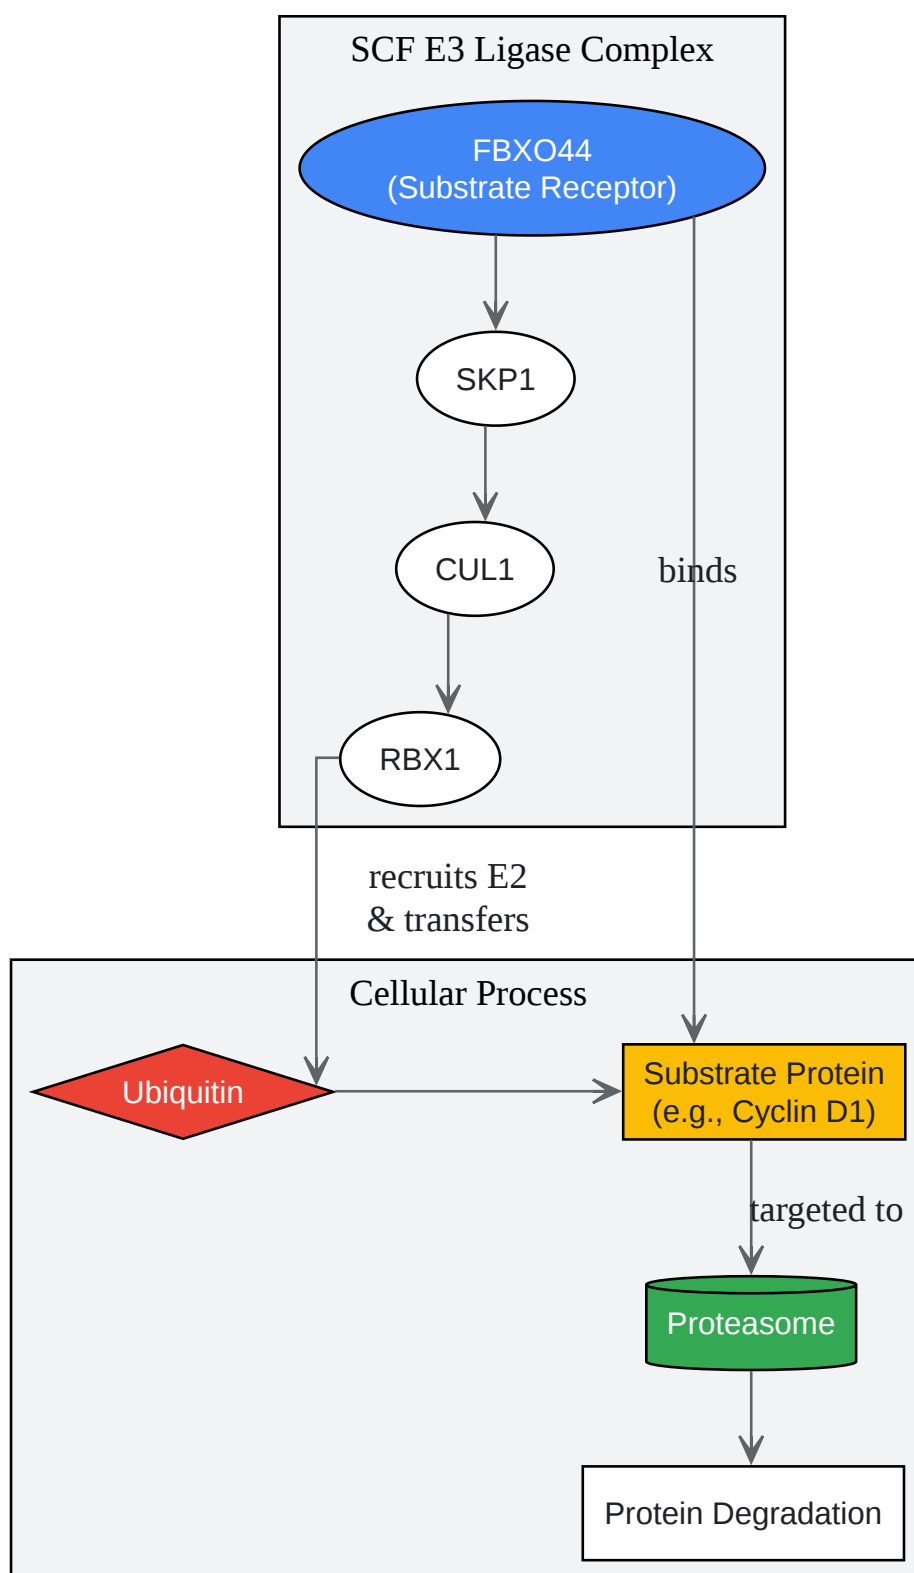 SCF E3 Ligase Complex
FBXO44
(Substrate Receptor)
SKP1
CUL1
binds
RBX1
recruits E2
& transfers
Cellular Process
Ubiquitin
Substrate Protein
(e.g., Cyclin D1)
targeted to
Proteasome
Protein Degradation